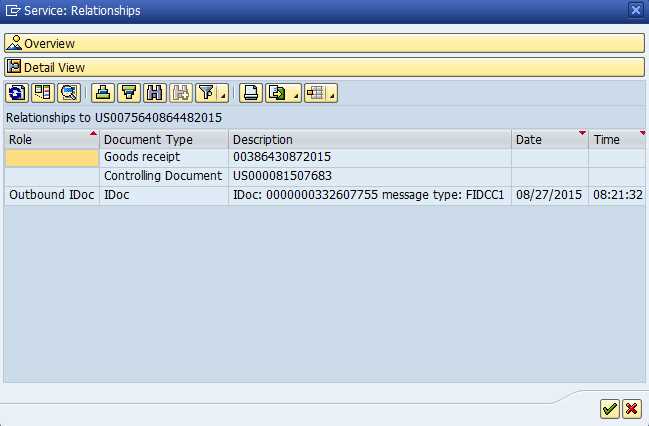 Service: Relationships
Overview
Detail View
Relationships to US0075640864482015
Role Document Type Description Date Time
Goods receipt 00386430872015
Controlling Document US000081507683
Outbound IDoc IDoc IDoc: 0000000332607755 message type: FIDCC1 08/27/2015 08:21:32